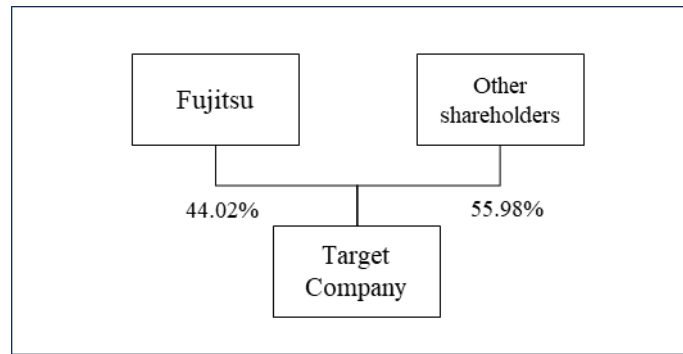 Fujitsu
Other
shareholders
44.02%
55.98%
Target
Company